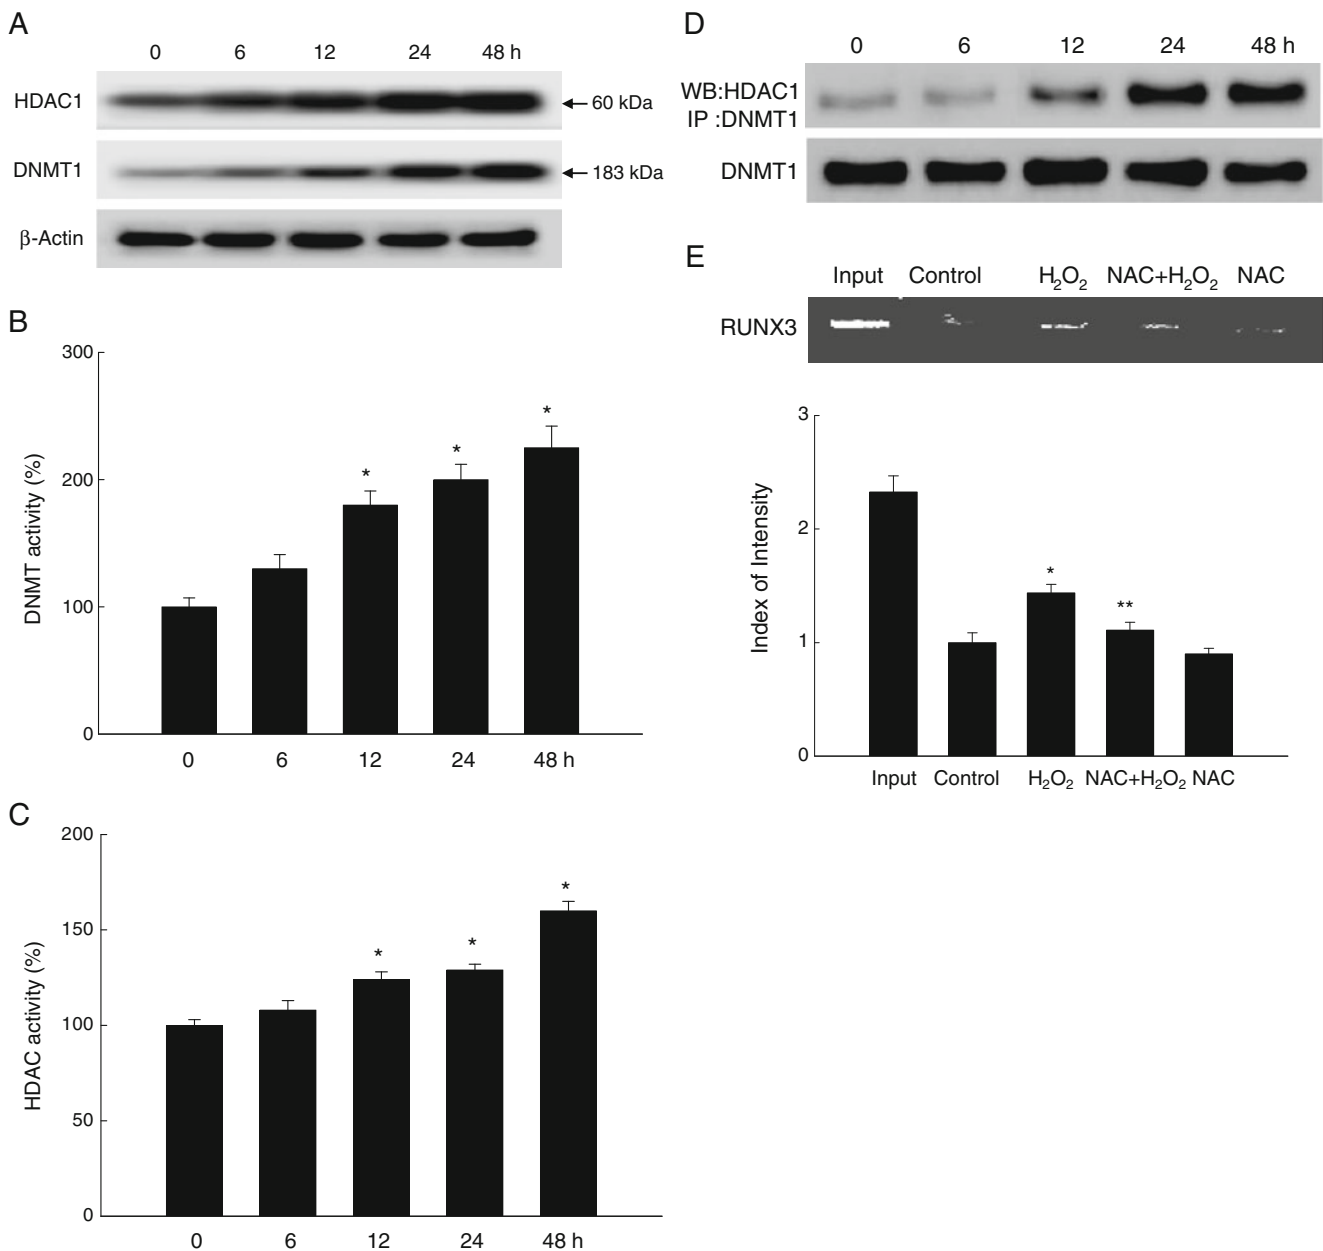 A
0 6 12 24 48 h
HDAC1 60 kDa
DNMT1 183 kDa
β-Actin
B
300
200
100
0
DNMT activity (%)
* * *
0 6 12 24 48 h
C
200
150
100
50
0
HDAC activity (%)
* * *
0 6 12 24 48 h
D
0 6 12 24 48 h
WB:HDAC1
IP :DNMT1
DNMT1
E
Input Control H₂O₂ NAC+H₂O₂ NAC
RUNX3
3
2
1
0
Index of Intensity
* **
Input Control H₂O₂ NAC+H₂O₂ NAC